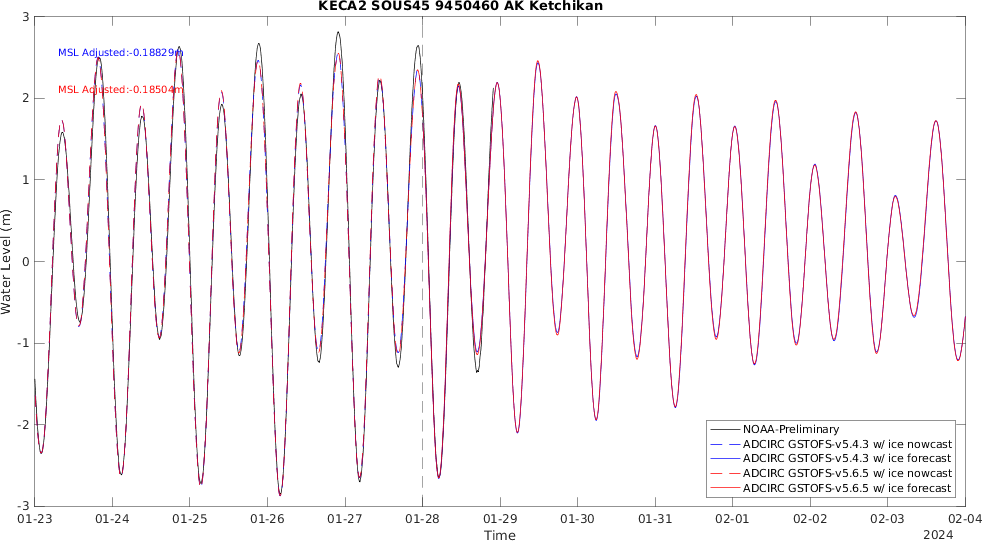 KECA2 SOUS45 9450460 AK Ketchikan
3
MSL Adjusted:-0.18829m
MSL Adjusted:-0.18504m
2
1
0
-1
-2
-3
Water Level (m)
NOAA-Preliminary
ADCIRC GSTOFS-v5.4.3 w/ ice nowcast
ADCIRC GSTOFS-v5.4.3 w/ ice forecast
ADCIRC GSTOFS-v5.6.5 w/ ice nowcast
ADCIRC GSTOFS-v5.6.5 w/ ice forecast
01-23 01-24 01-25 01-26 01-27 01-28 01-29 01-30 01-31 02-01 02-02 02-03 02-04
Time
2024